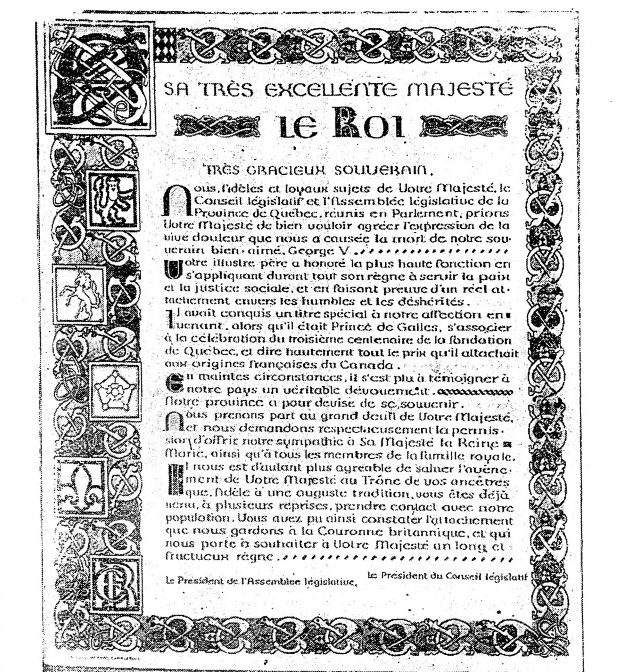 À
SA TRÈS EXCELLENTE MAJESTÉ
LE ROI
TRÈS GRACIEUX SOUVERAIN,
Nous, fidèles et loyaux sujets de Votre Majesté, le
Conseil législatif et l'Assemblée législative de la
Province de Québec, réunis en Parlement, prions
Votre Majesté de bien vouloir agréer l'expression de la
vive douleur que nous a causée la mort de notre sou-
verain bien-aimé, George V.
Votre illustre père a honoré la plus haute fonction en
s'appliquant durant tout son règne à servir la paix
et la justice sociale, et en faisant preuve d'un réel at-
tachement envers les humbles et les déshérités.
Il avait conquis un titre spécial à notre affection en
venant, alors qu'il était Prince de Galles, s'associer
à la célébration du troisième centenaire de la fondation
de Québec, et dire hautement tout le prix qu'il attachait
aux origines françaises du Canada.
En maintes circonstances, il s'est plu à témoigner à
notre pays un véritable dévouement.
Notre province a pour devise de se souvenir.
Nous prenons part au grand deuil de Votre Majesté,
et nous demandons respectueusement la permis-
sion d'offrir notre sympathie à Sa Majesté la Reine
Marie, ainsi qu'à tous les membres de la famille royale.
Il nous est d'autant plus agréable de saluer l'avène-
ment de Votre Majesté au Trône de vos ancêtres
que, fidèle à une auguste tradition, vous êtes déjà
venu, à plusieurs reprises, prendre contact avec notre
population. Vous avez pu ainsi constater l'attachement
que nous gardons à la Couronne britannique, et qui
nous porte à souhaiter à Votre Majesté un long et
fructueux règne.
Le Président de l'Assemblée législative,
Le Président du Conseil législatif